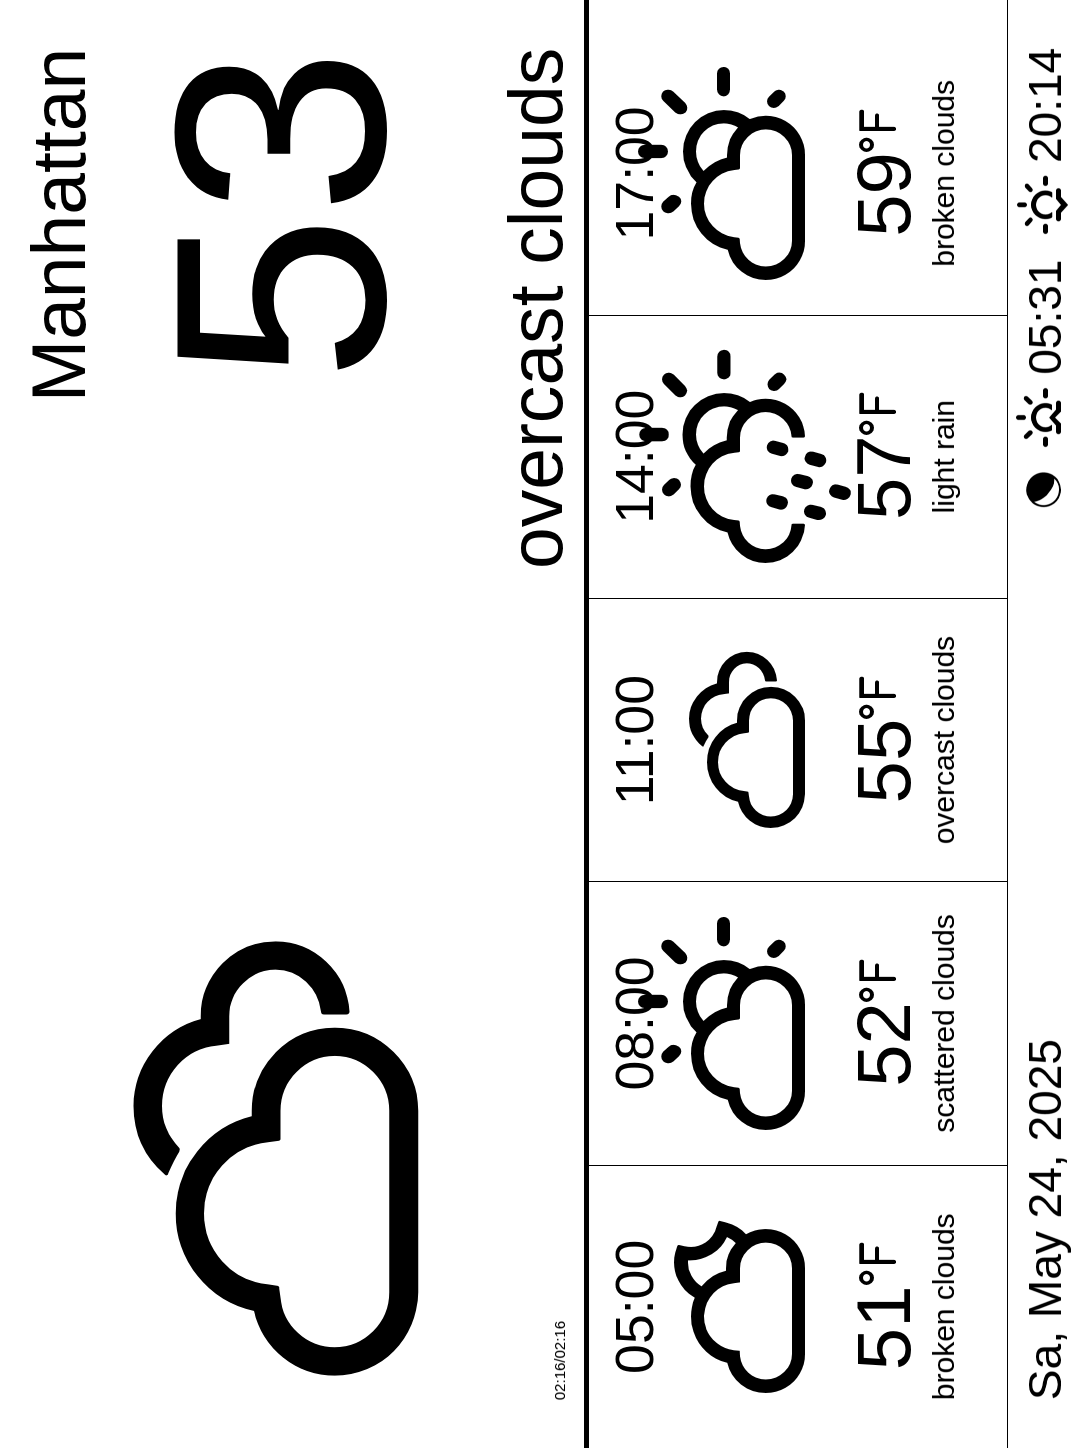 Manhattan
53
overcast clouds
02:16/02:16
05:00
51°F
broken clouds
08:00
52°F
scattered clouds
11:00
55°F
overcast clouds
14:00
57°F
light rain
17:00
59°F
broken clouds
Sa, May 24, 2025
05:31
20:14